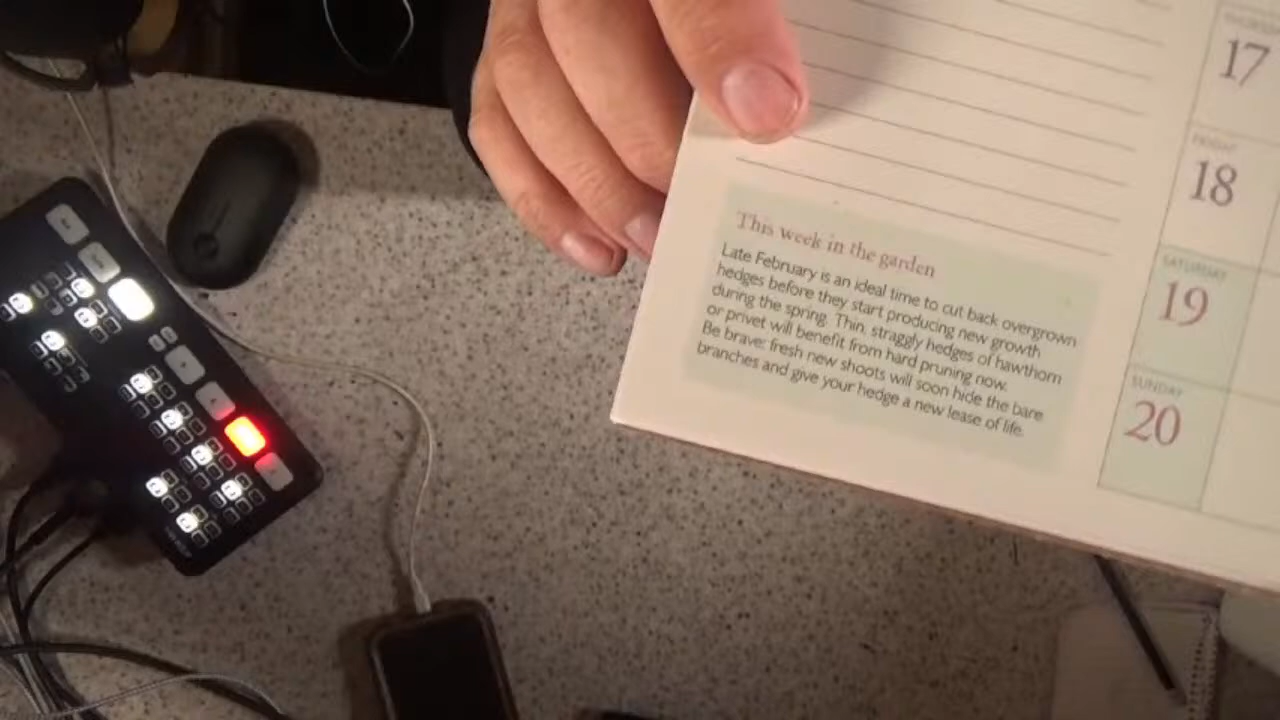 This week in the garden
Late February is an ideal time to cut back overgrown
hedges before they start producing new growth
during the spring. Thin, straggly hedges of hawthorn
or privet will benefit from hard pruning now.
Be brave: fresh new shoots will soon hide the bare
branches and give your hedge a new lease of life.
17
FRIDAY
18
SATURDAY
19
SUNDAY
20